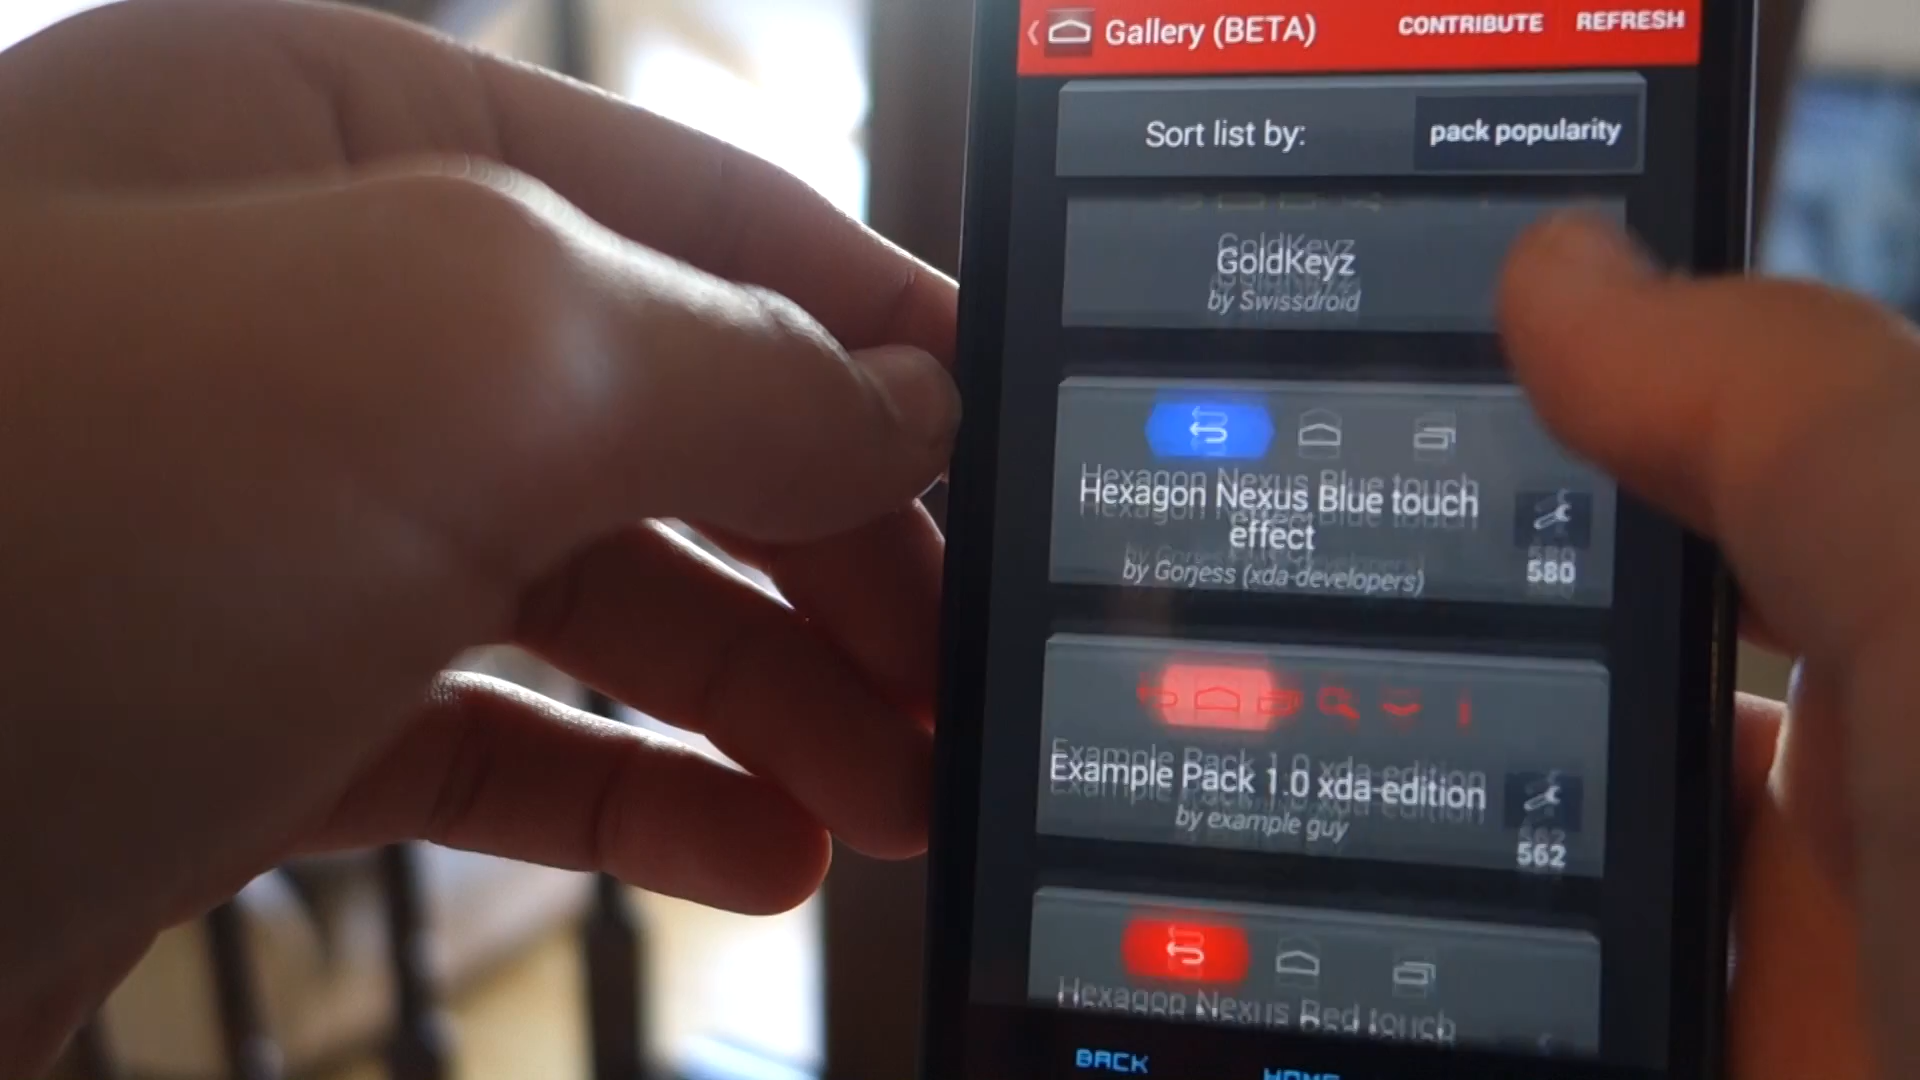 Gallery (BETA) CONTRIBUTE REFRESH
Sort list by: pack popularity
GoldKeyz
by Swissdroid
Hexagon Nexus Blue touch
effect
by Gorjess (xda-developers)
580
Example Pack 1.0 xda-edition
by example guy
562
Hexagon Nexus Red touch
BACK HOME